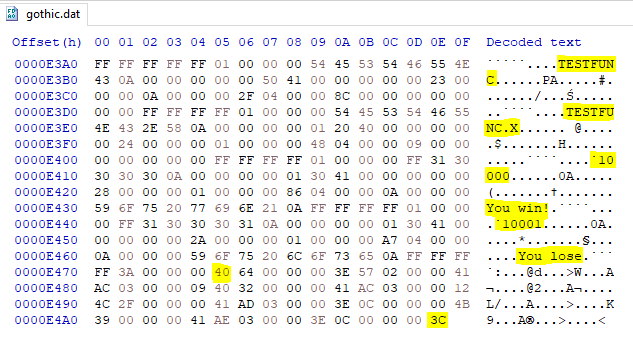 gothic.dat
Offset(h) 00 01 02 03 04 05 06 07 08 09 0A 0B 0C 0D 0E 0F Decoded text
0000E3A0 FF FF FF FF FF 01 00 00 00 54 45 53 54 46 55 4E ˙˙˙˙˙....TESTFUN
0000E3B0 43 0A 00 00 00 00 50 41 00 00 00 00 00 00 23 00 C.....PA......#.
0000E3C0 00 00 0A 00 00 00 2F 04 00 00 8C 00 00 00 00 00 ....../...Ś.....
0000E3D0 00 00 FF FF FF FF 01 00 00 00 54 45 53 54 46 55 ..˙˙˙˙....TESTFU
0000E3E0 4E 43 2E 58 0A 00 00 00 00 01 20 40 00 00 00 00 NC.X...... @....
0000E3F0 00 24 00 00 00 01 00 00 00 48 04 00 00 09 00 00 .$.......H......
0000E400 00 00 00 00 00 FF FF FF FF 01 00 00 00 FF 31 30 .....˙˙˙˙....˙10
0000E410 30 30 30 0A 00 00 00 00 01 30 41 00 00 00 00 00 000......0A.....
0000E420 28 00 00 00 01 00 00 00 86 04 00 00 0A 00 00 00 (.......†.......
0000E430 59 6F 75 20 77 69 6E 21 0A FF FF FF FF 01 00 00 You win!.˙˙˙˙...
0000E440 00 FF 31 30 30 30 31 0A 00 00 00 00 01 30 41 00 .˙10001......0A.
0000E450 00 00 00 00 2A 00 00 00 01 00 00 00 A7 04 00 00 ....*.......§...
0000E460 0A 00 00 00 59 6F 75 20 6C 6F 73 65 0A FF FF FF ....You lose.˙˙˙
0000E470 FF 3A 00 00 00 40 64 00 00 00 3E 57 02 00 00 41 ˙:...@d...>W...A
0000E480 AC 03 00 00 09 40 32 00 00 00 41 AC 03 00 00 12 ¬....@2...A¬....
0000E490 4C 2F 00 00 00 41 AD 03 00 00 3E 0C 00 00 00 4B L/...A....>....K
0000E4A0 39 00 00 00 41 AE 03 00 00 3E 0C 00 00 00 3C 9...A®...>....<